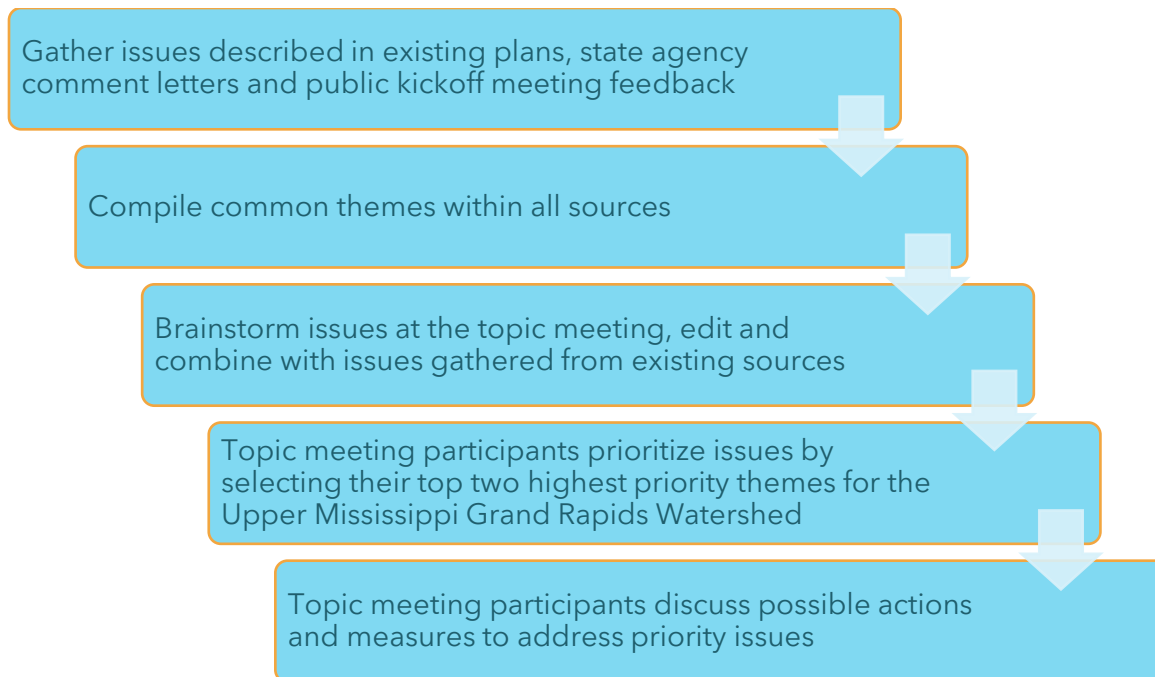 Gather issues described in existing plans, state agency
comment letters and public kickoff meeting feedback
Compile common themes within all sources
Brainstorm issues at the topic meeting, edit and
combine with issues gathered from existing sources
Topic meeting participants prioritize issues by
selecting their top two highest priority themes for the
Upper Mississippi Grand Rapids Watershed
Topic meeting participants discuss possible actions
and measures to address priority issues